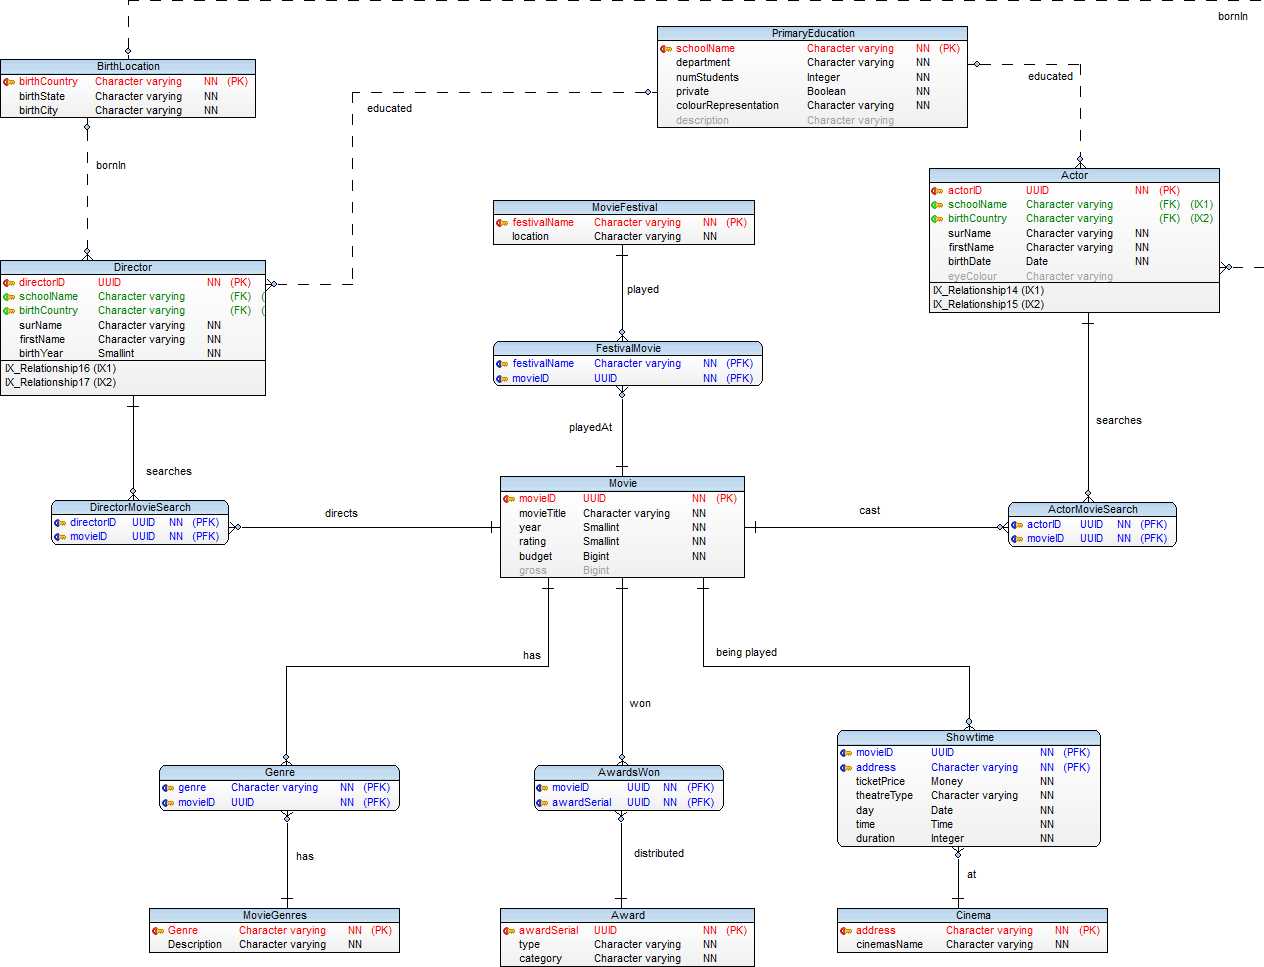 bornIn
PrimaryEducation
schoolName Character varying NN (PK)
department Character varying NN
numStudents Integer NN
private Boolean NN
colourRepresentation Character varying NN
description Character varying
BirthLocation
birthCountry Character varying NN (PK)
birthState Character varying NN
birthCity Character varying NN
educated
educated
bornIn
Actor
actorID UUID NN (PK)
schoolName Character varying (FK) (IX1)
birthCountry Character varying (FK) (IX2)
surName Character varying NN
firstName Character varying NN
birthDate Date NN
eyeColour Character varying
IX_Relationship14 (IX1)
IX_Relationship15 (IX2)
MovieFestival
festivalName Character varying NN (PK)
location Character varying NN
Director
directorID UUID NN (PK)
schoolName Character varying (FK) (
birthCountry Character varying (FK) (
surName Character varying NN
firstName Character varying NN
birthYear Smallint NN
IX_Relationship16 (IX1)
IX_Relationship17 (IX2)
played
FestivalMovie
festivalName Character varying NN (PFK)
movieID UUID NN (PFK)
playedAt
searches
searches
Movie
movieID UUID NN (PK)
movieTitle Character varying NN
year Smallint NN
rating Smallint NN
budget Bigint NN
gross Bigint
DirectorMovieSearch
directorID UUID NN (PFK)
movieID UUID NN (PFK)
directs
cast
ActorMovieSearch
actorID UUID NN (PFK)
movieID UUID NN (PFK)
has
being played
won
Genre
genre Character varying NN (PFK)
movieID UUID NN (PFK)
AwardsWon
movieID UUID NN (PFK)
awardSerial UUID NN (PFK)
Showtime
movieID UUID NN (PFK)
address Character varying NN (PFK)
ticketPrice Money NN
theatreType Character varying NN
day Date NN
time Time NN
duration Integer NN
has
distributed
at
MovieGenres
Genre Character varying NN (PK)
Description Character varying NN
Award
awardSerial UUID NN (PK)
type Character varying NN
category Character varying NN
Cinema
address Character varying NN (PK)
cinemasName Character varying NN